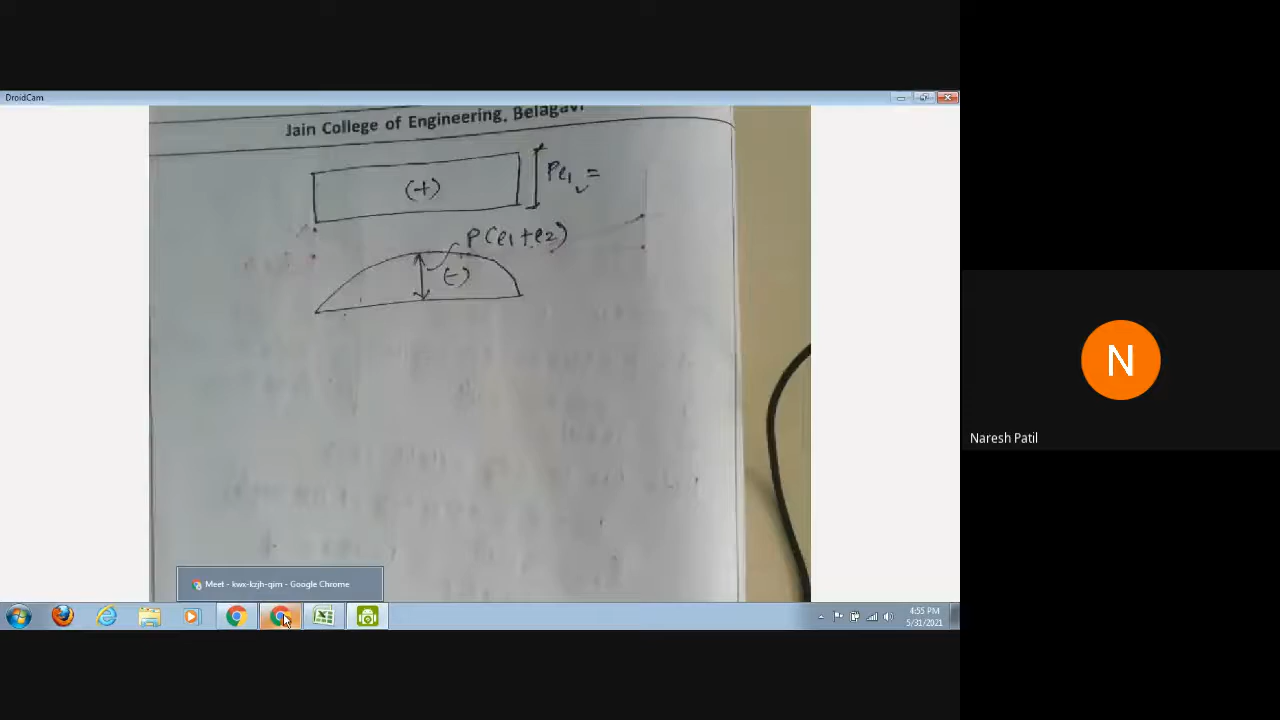 DroidCam
Jain College of Engineering, Belagavi
(+)
Pe1 =
P(e1+e2)
(-)
N
Naresh Patil
Meet - kwx-kzjh-qim - Google Chrome
4:55 PM
5/31/2021